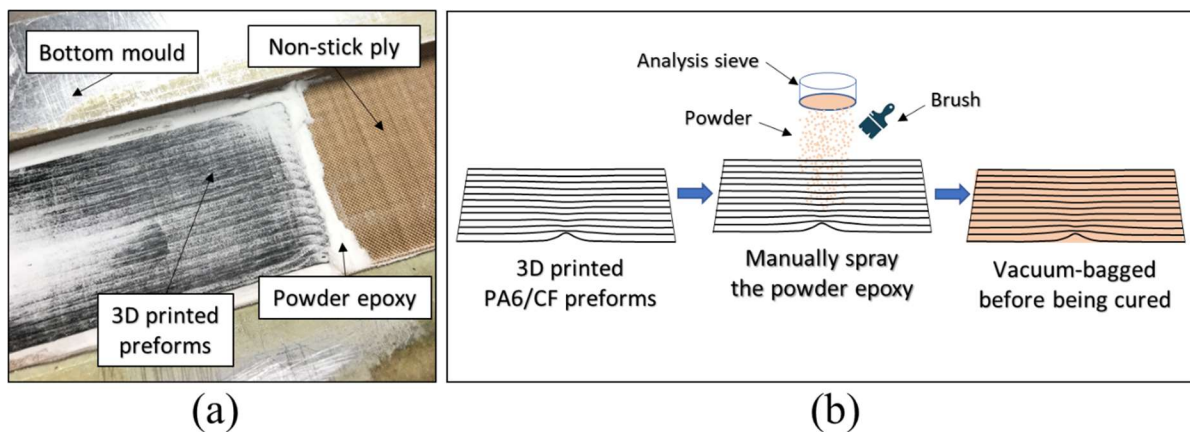 Bottom mould
Non-stick ply
3D printed
preforms
Powder epoxy
(a)
Analysis sieve
Powder
Brush
3D printed
PA6/CF preforms
Manually spray
the powder epoxy
Vacuum-bagged
before being cured
(b)